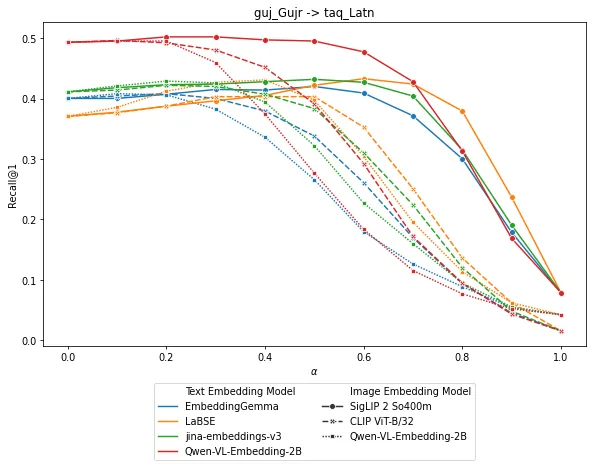 guj_Gujr -> taq_Latn
Recall@1
0.5
0.4
0.3
0.2
0.1
0.0
0.0 0.2 0.4 0.6 0.8 1.0
α
Text Embedding Model
EmbeddingGemma
LaBSE
jina-embeddings-v3
Qwen-VL-Embedding-2B
Image Embedding Model
SigLIP 2 So400m
CLIP ViT-B/32
Qwen-VL-Embedding-2B